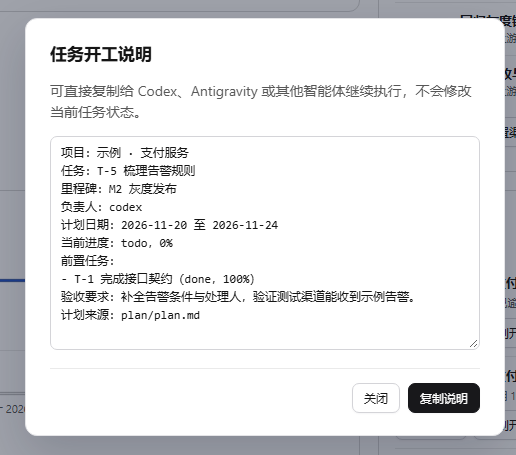 任务开工说明
可直接复制给 Codex、Antigravity 或其他智能体继续执行，不会修改
当前任务状态。
项目: 示例 · 支付服务
任务: T-5 梳理告警规则
里程碑: M2 灰度发布
负责人: codex
计划日期: 2026-11-20 至 2026-11-24
当前进度: todo, 0%
前置任务:
- T-1 完成接口契约 (done, 100%)
验收要求: 补全告警条件与处理人，验证测试渠道能收到示例告警。
计划来源: plan/plan.md
关闭
复制说明